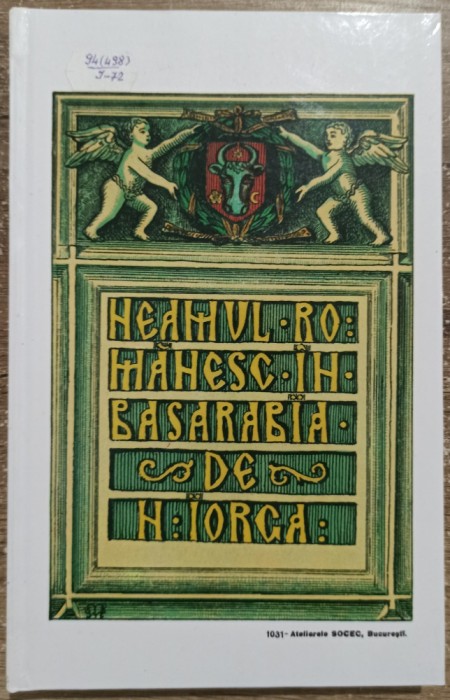 94(498)
I-72
NEAMUL · RO:
MÂNESC · ÎN ·
BASARABIA ·
DE
N : IORGA :
1031 - Atelierele SOCEC, Bucureşti.